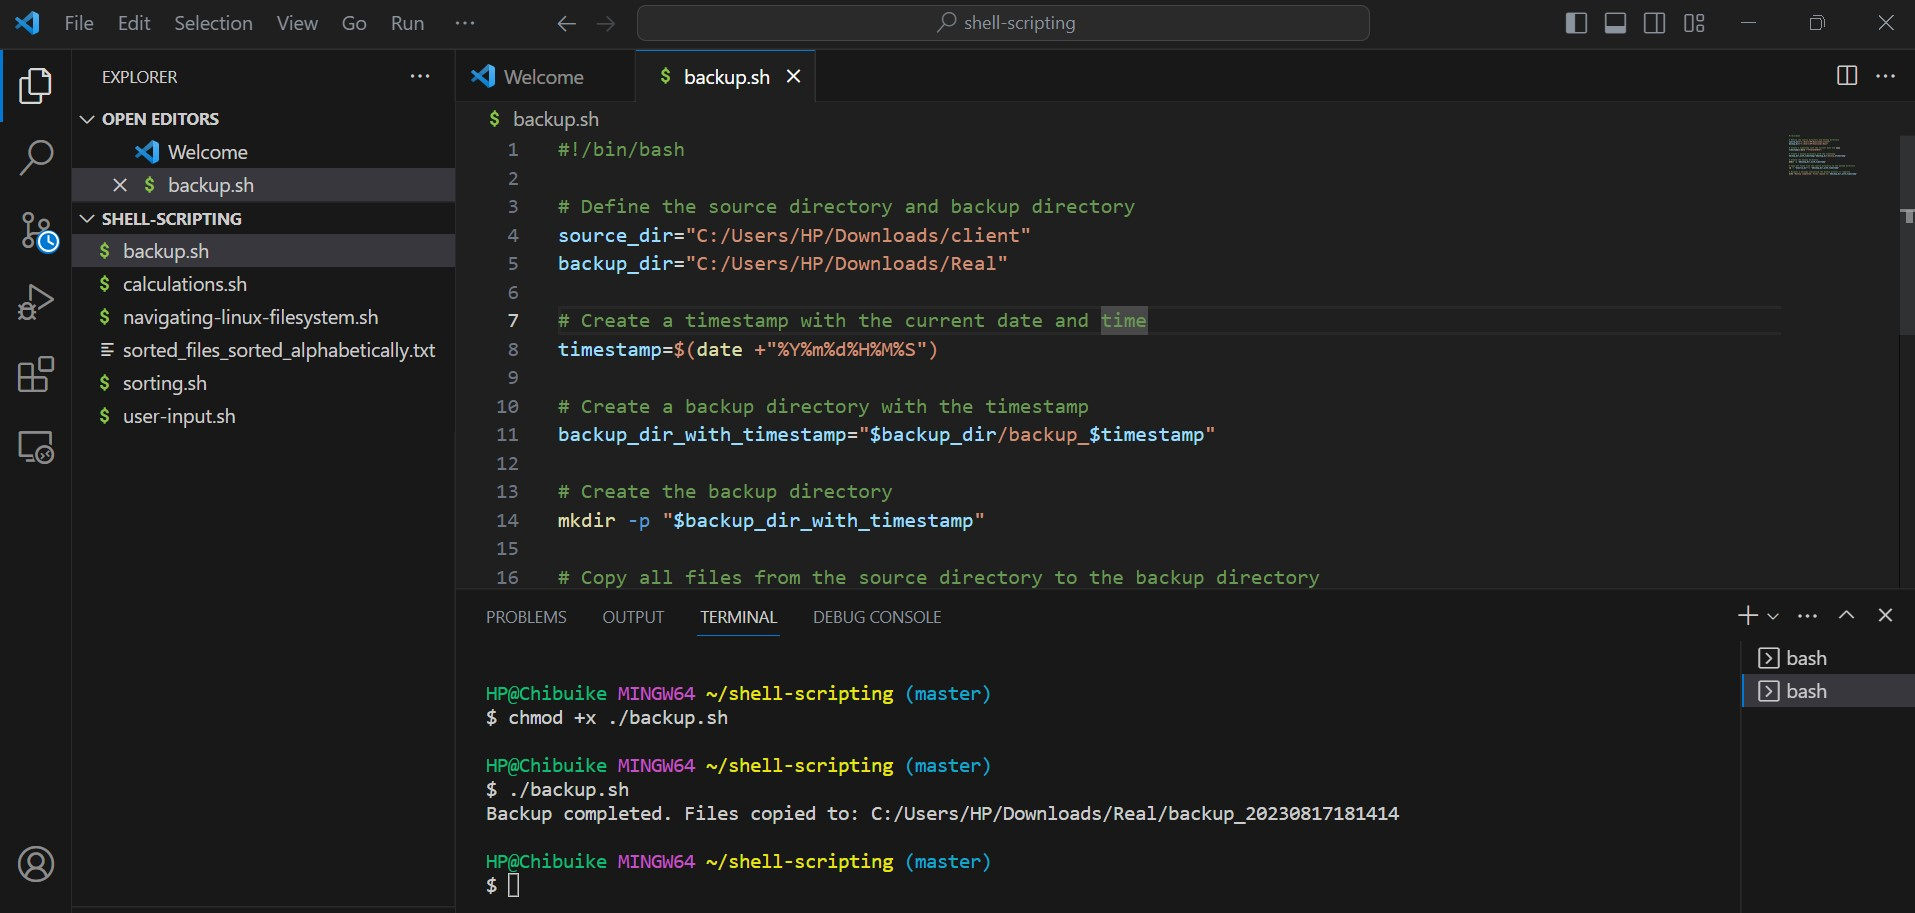 File Edit Selection View Go Run ···
shell-scripting
EXPLORER
OPEN EDITORS
Welcome
backup.sh
SHELL-SCRIPTING
backup.sh
calculations.sh
navigating-linux-filesystem.sh
sorted_files_sorted_alphabetically.txt
sorting.sh
user-input.sh
Welcome
$ backup.sh
$ backup.sh
1 #!/bin/bash
2
3 # Define the source directory and backup directory
4 source_dir="C:/Users/HP/Downloads/client"
5 backup_dir="C:/Users/HP/Downloads/Real"
6
7 # Create a timestamp with the current date and time
8 timestamp=$(date +"%Y%m%d%H%M%S")
9
10 # Create a backup directory with the timestamp
11 backup_dir_with_timestamp="$backup_dir/backup_$timestamp"
12
13 # Create the backup directory
14 mkdir -p "$backup_dir_with_timestamp"
15
16 # Copy all files from the source directory to the backup directory
PROBLEMS OUTPUT TERMINAL DEBUG CONSOLE
HP@Chibuike MINGW64 ~/shell-scripting (master)
$ chmod +x ./backup.sh
HP@Chibuike MINGW64 ~/shell-scripting (master)
$ ./backup.sh
Backup completed. Files copied to: C:/Users/HP/Downloads/Real/backup_20230817181414
HP@Chibuike MINGW64 ~/shell-scripting (master)
$
bash
bash